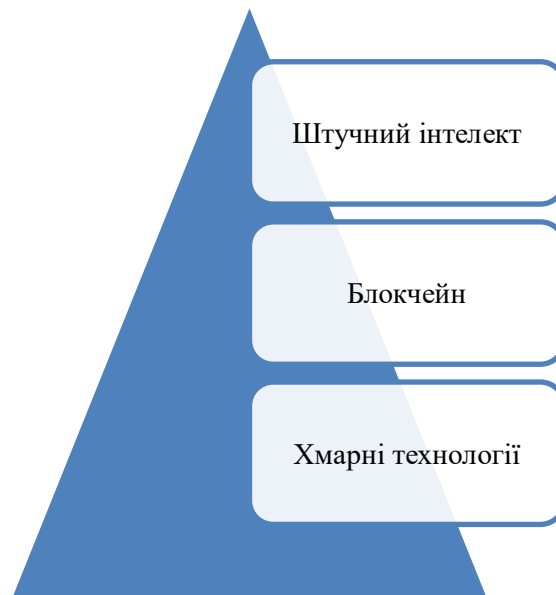 Штучний інтелект
Блокчейн
Хмарні технології